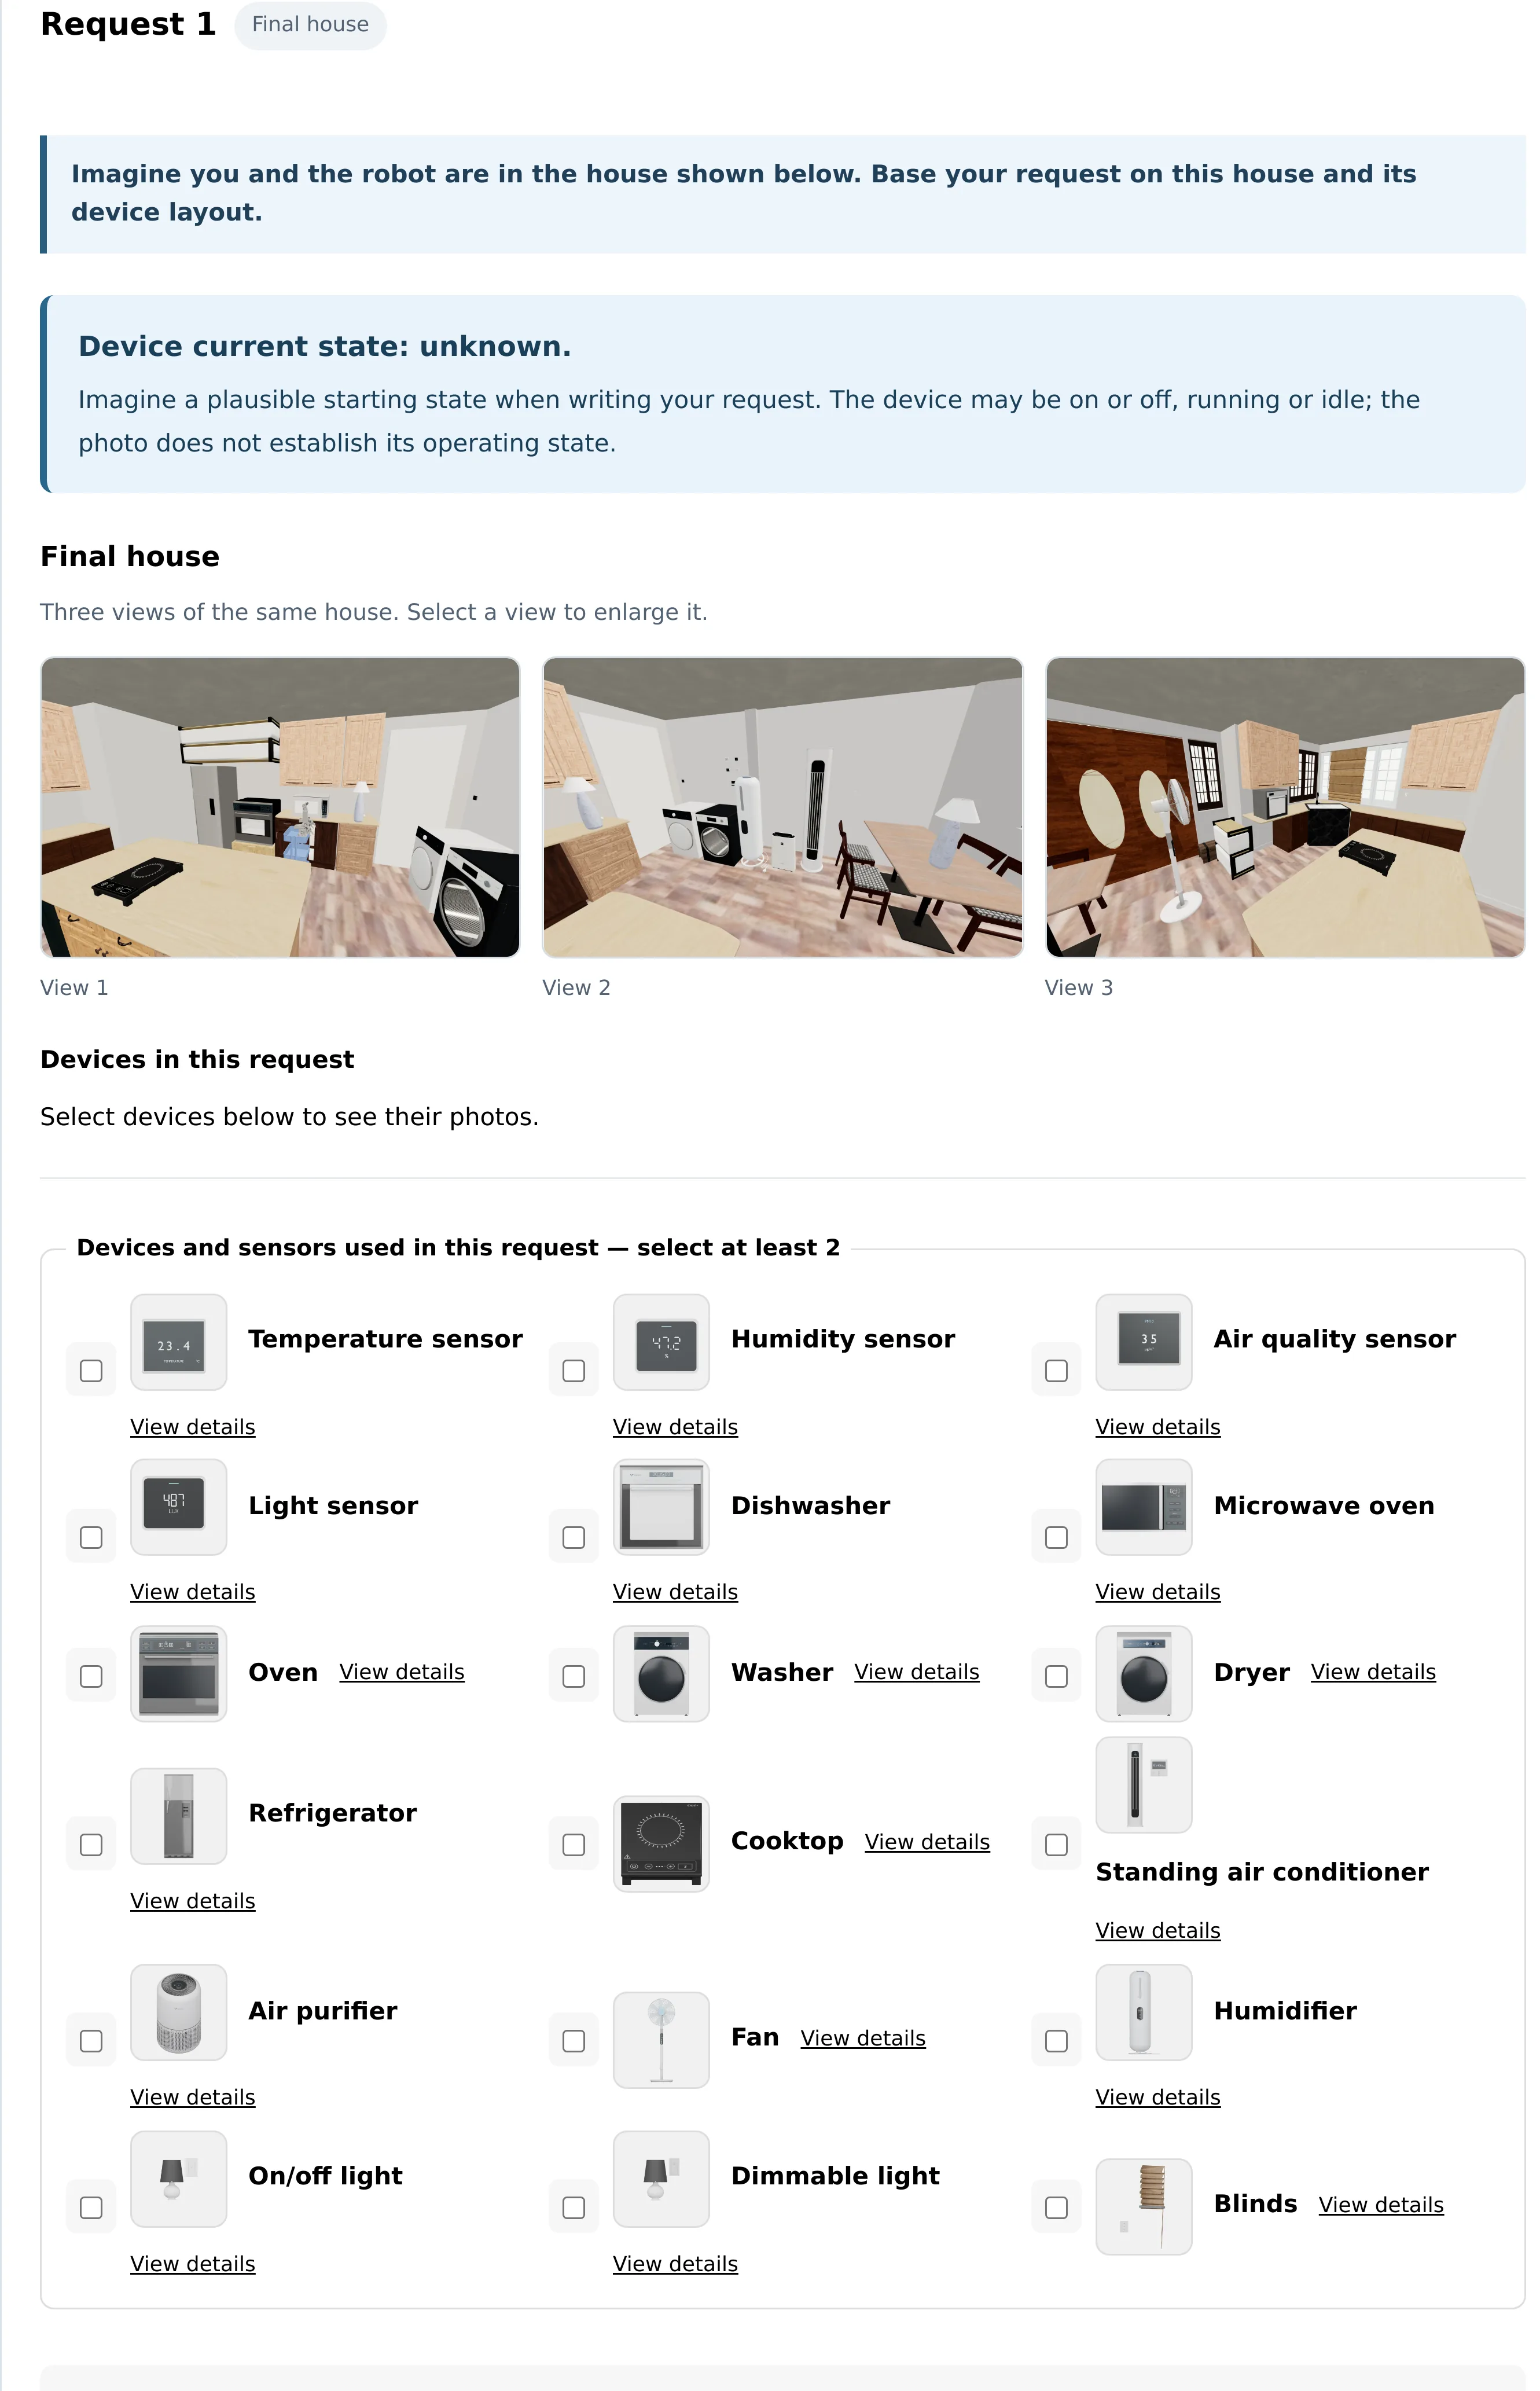 Request 1 Final house
Imagine you and the robot are in the house shown below. Base your request on this house and its
device layout.
Device current state: unknown.
Imagine a plausible starting state when writing your request. The device may be on or off, running or idle; the
photo does not establish its operating state.
Final house
Three views of the same house. Select a view to enlarge it.
View 1 View 2 View 3
Devices in this request
Select devices below to see their photos.
Devices and sensors used in this request — select at least 2
23.4 Temperature sensor 47.2 % Humidity sensor 35 Air quality sensor
View details View details View details
487 LUX Light sensor Dishwasher Microwave oven
View details View details View details
Oven View details Washer View details Dryer View details
Refrigerator
View details
Cooktop View details
Standing air conditioner
View details
Air purifier
View details
Fan View details
Humidifier
View details
On/off light
View details
Dimmable light
View details
Blinds View details